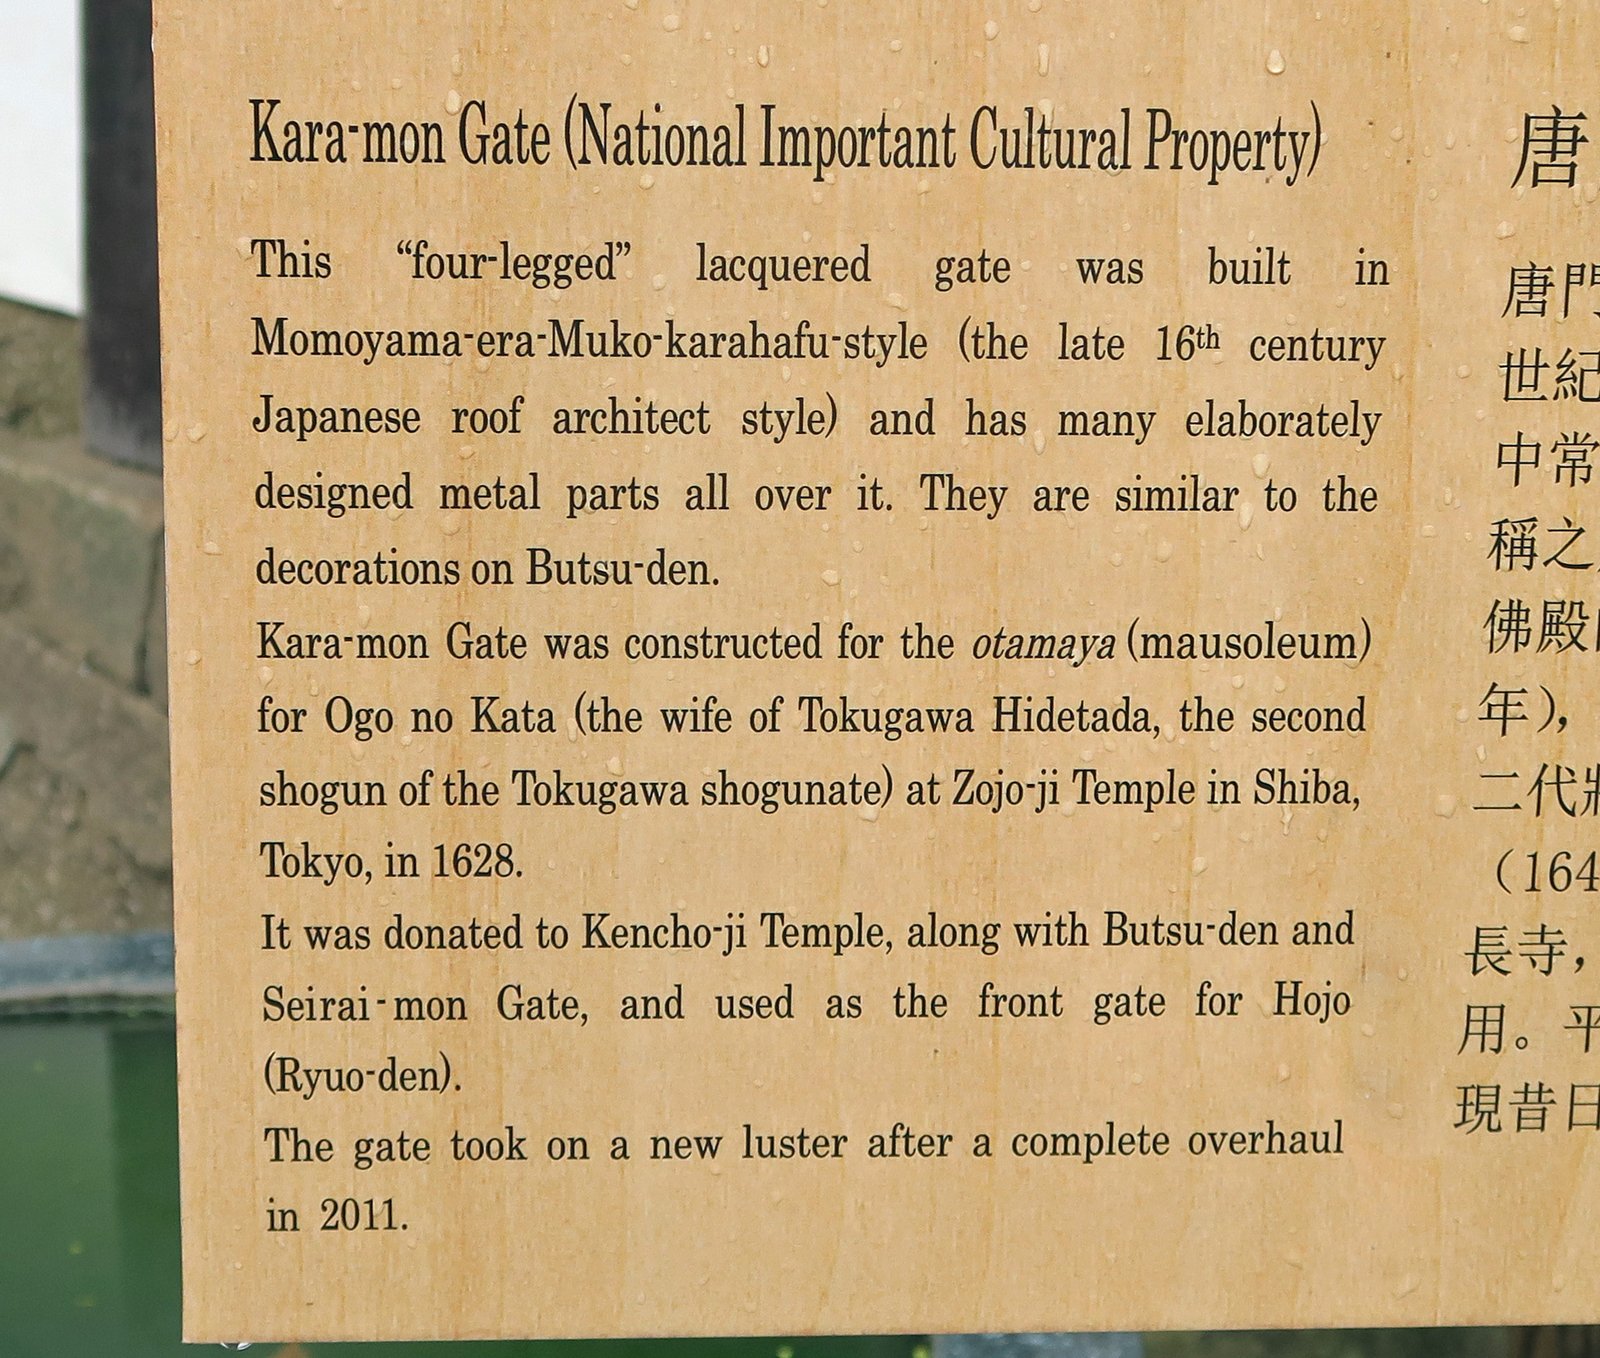 Kara-mon Gate (National Important Cultural Property)
This “four-legged” lacquered gate was built in
Momoyama-era-Muko-karahafu-style (the late 16th century
Japanese roof architect style) and has many elaborately
designed metal parts all over it. They are similar to the
decorations on Butsu-den.
Kara-mon Gate was constructed for the otamaya (mausoleum)
for Ogo no Kata (the wife of Tokugawa Hidetada, the second
shogun of the Tokugawa shogunate) at Zojo-ji Temple in Shiba,
Tokyo, in 1628.
It was donated to Kencho-ji Temple, along with Butsu-den and
Seirai-mon Gate, and used as the front gate for Hojo
(Ryuo-den).
The gate took on a new luster after a complete overhaul
in 2011.
唐
唐門
世紀
中常
稱之
佛殿
年),
二代
(164
長寺,
用。平
現昔日